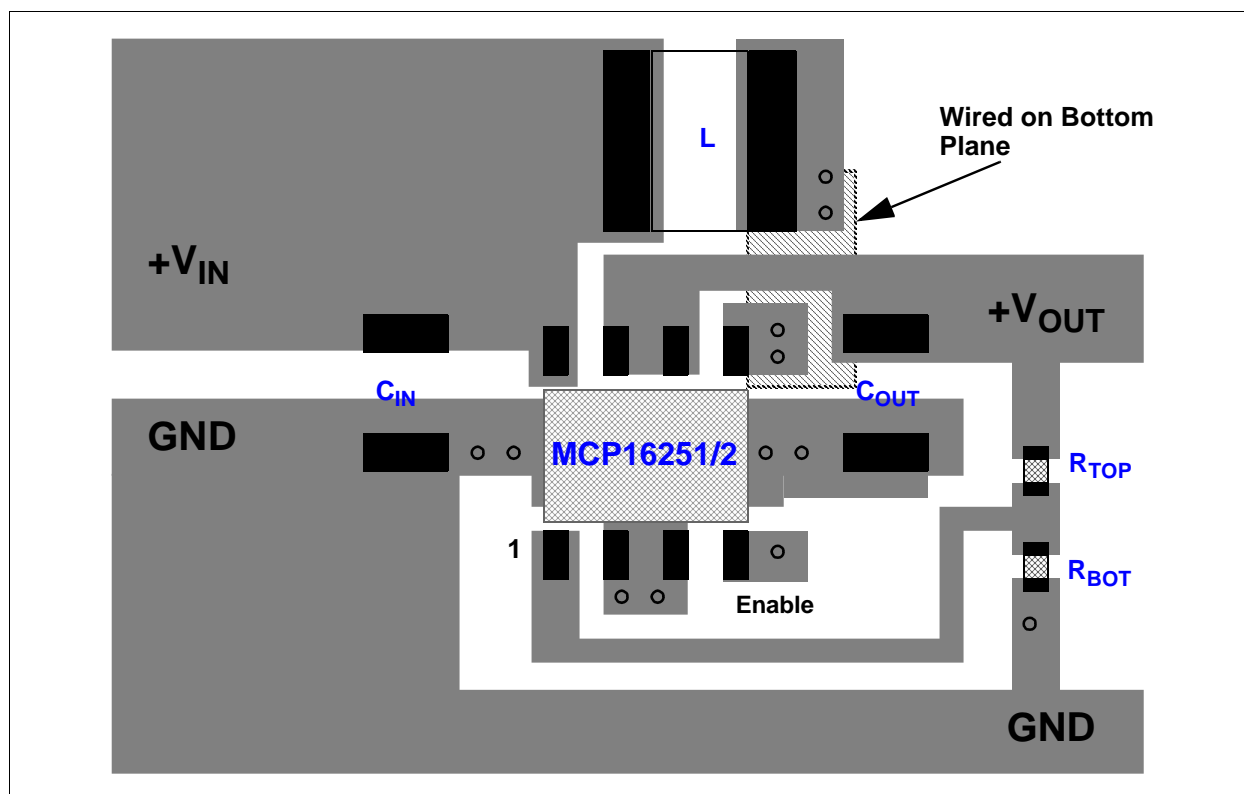 L
Wired on Bottom
Plane
+VIN
+VOUT
CIN
COUT
GND
MCP16251/2
RTOP
1
RBOT
Enable
GND